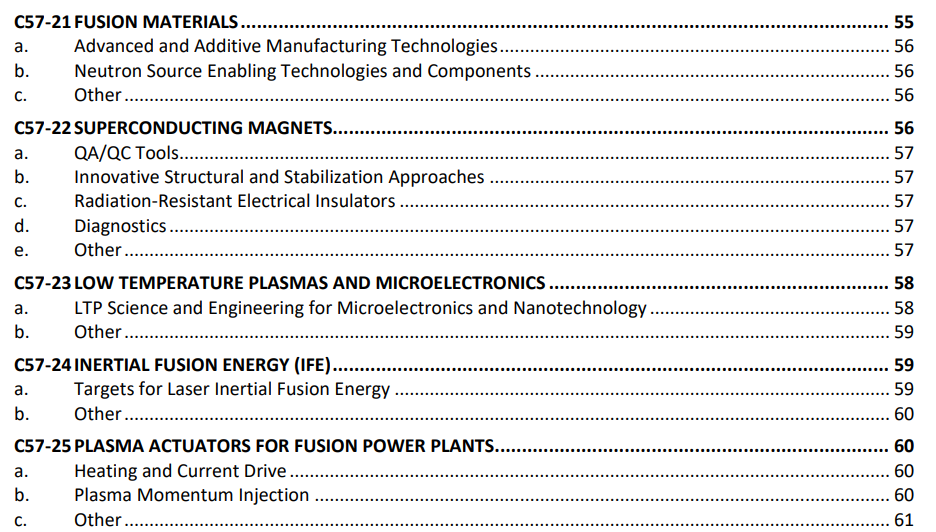 C57-21 FUSION MATERIALS ........................................................................................................ 55
a. Advanced and Additive Manufacturing Technologies ........................................................................ 56
b. Neutron Source Enabling Technologies and Components ................................................................. 56
c. Other ........................................................................................................ 56
C57-22 SUPERCONDUCTING MAGNETS ........................................................................................ 56
a. QA/QC Tools ........................................................................................................ 57
b. Innovative Structural and Stabilization Approaches ........................................................................ 57
c. Radiation-Resistant Electrical Insulators ........................................................................................ 57
d. Diagnostics ........................................................................................................ 57
e. Other ........................................................................................................ 57
C57-23 LOW TEMPERATURE PLASMAS AND MICROELECTRONICS ................................................................ 58
a. LTP Science and Engineering for Microelectronics and Nanotechnology ............................................ 58
b. Other ........................................................................................................ 59
C57-24 INERTIAL FUSION ENERGY (IFE) ........................................................................................ 59
a. Targets for Laser Inertial Fusion Energy ........................................................................................ 59
b. Other ........................................................................................................ 60
C57-25 PLASMA ACTUATORS FOR FUSION POWER PLANTS ........................................................................ 60
a. Heating and Current Drive ........................................................................................................ 60
b. Plasma Momentum Injection ........................................................................................................ 60
c. Other ........................................................................................................ 61